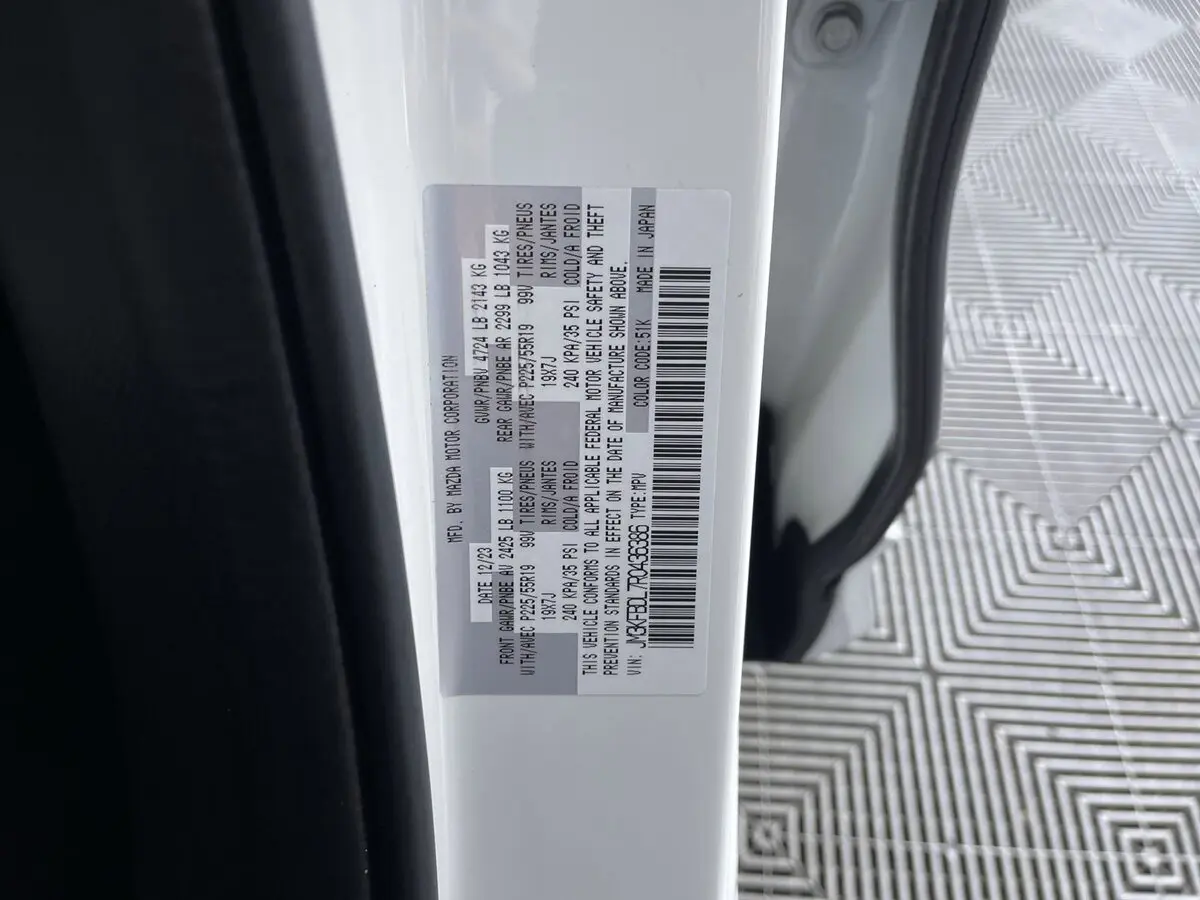 MFD. BY MAZDA MOTOR CORPORATION
DATE 12/23 GVWR/PNBV 4724 LB 2143 KG
FRONT GAWR/PNBE AV 2425 LB 1100 KG REAR GAWR/PNBE AR 2299 LB 1043 KG
WITH/AVEC P225/55R19 99V TIRES/PNEUS WITH/AVEC P225/55R19 99V TIRES/PNEUS
19X7J RIMS/JANTES 19X7J RIMS/JANTES
240 KPA/35 PSI COLD/A FROID 240 KPA/35 PSI COLD/A FROID
THIS VEHICLE CONFORMS TO ALL APPLICABLE FEDERAL MOTOR VEHICLE SAFETY AND THEFT
PREVENTION STANDARDS IN EFFECT ON THE DATE OF MANUFACTURE SHOWN ABOVE.
VIN: JM3KFBDL7R0436386 TYPE:MPV COLOR CODE:51K MADE IN JAPAN